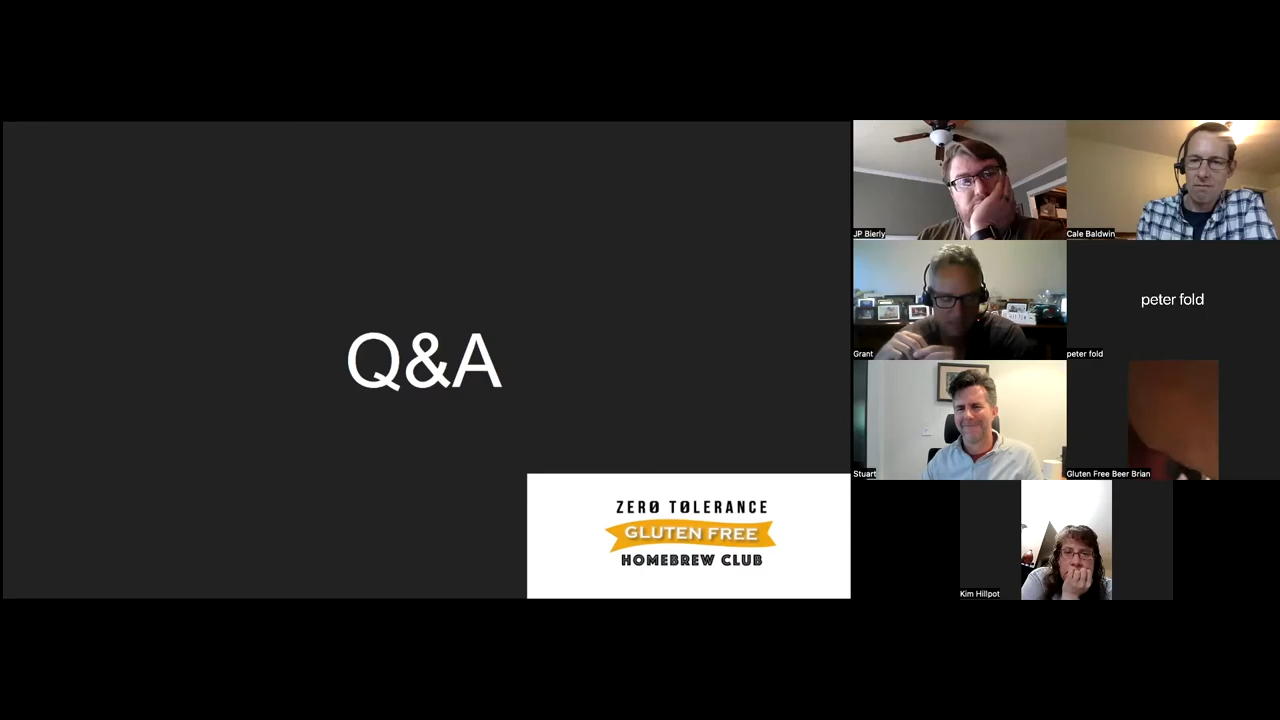 Q&A
ZERØ TØLERANCE
GLUTEN FREE
HOMEBREW CLUB
JP Bierly
Cale Baldwin
Grant
peter fold
peter fold
Stuart
Gluten Free Beer Brian
Kim Hillpot